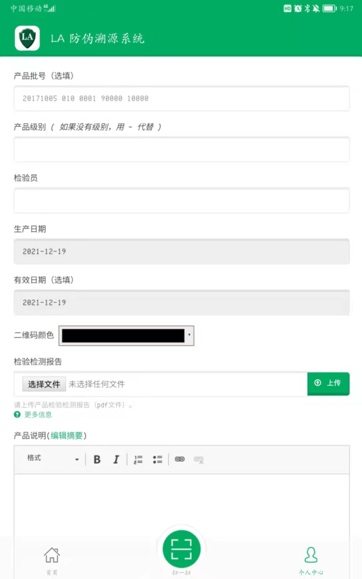 中国移动 4G HD 9:17
LA LA 防伪溯源系统
产品批号（选填）
20171005 010 0001 90000 10000
产品级别( 如果没有级别，用 - 代替 )
检验员
生产日期
2021-12-19
有效日期（选填）
2021-12-19
二维码颜色
检验检测报告
选择文件 未选择任何文件 上传
请上传产品检验检测报告（pdf文件）。
更多信息
产品说明(编辑摘要)
格式 B I
首页 扫一扫 个人中心